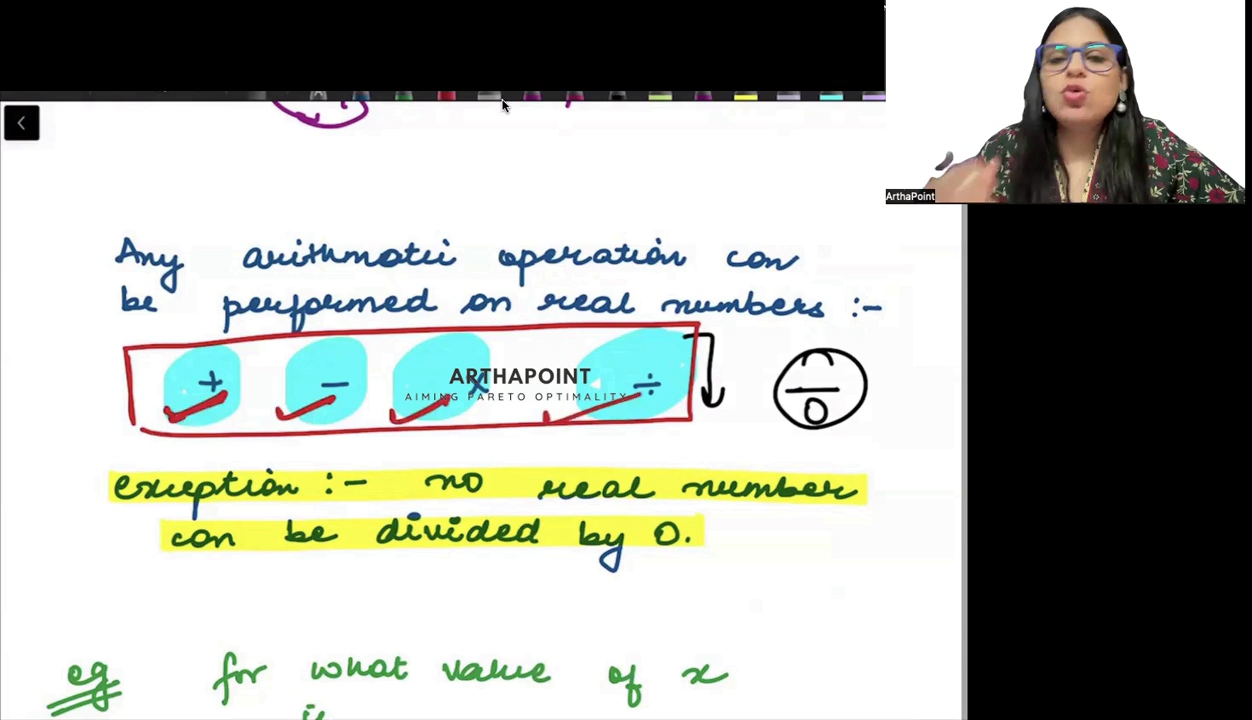 ArthaPoint
Any arithmatic operation can
be performed on real numbers :-
+ − × ÷
ARTHAPOINT
AIMING PARETO OPTIMALITY
n
0
exception :- no real number
can be divided by 0.
eg for what value of x